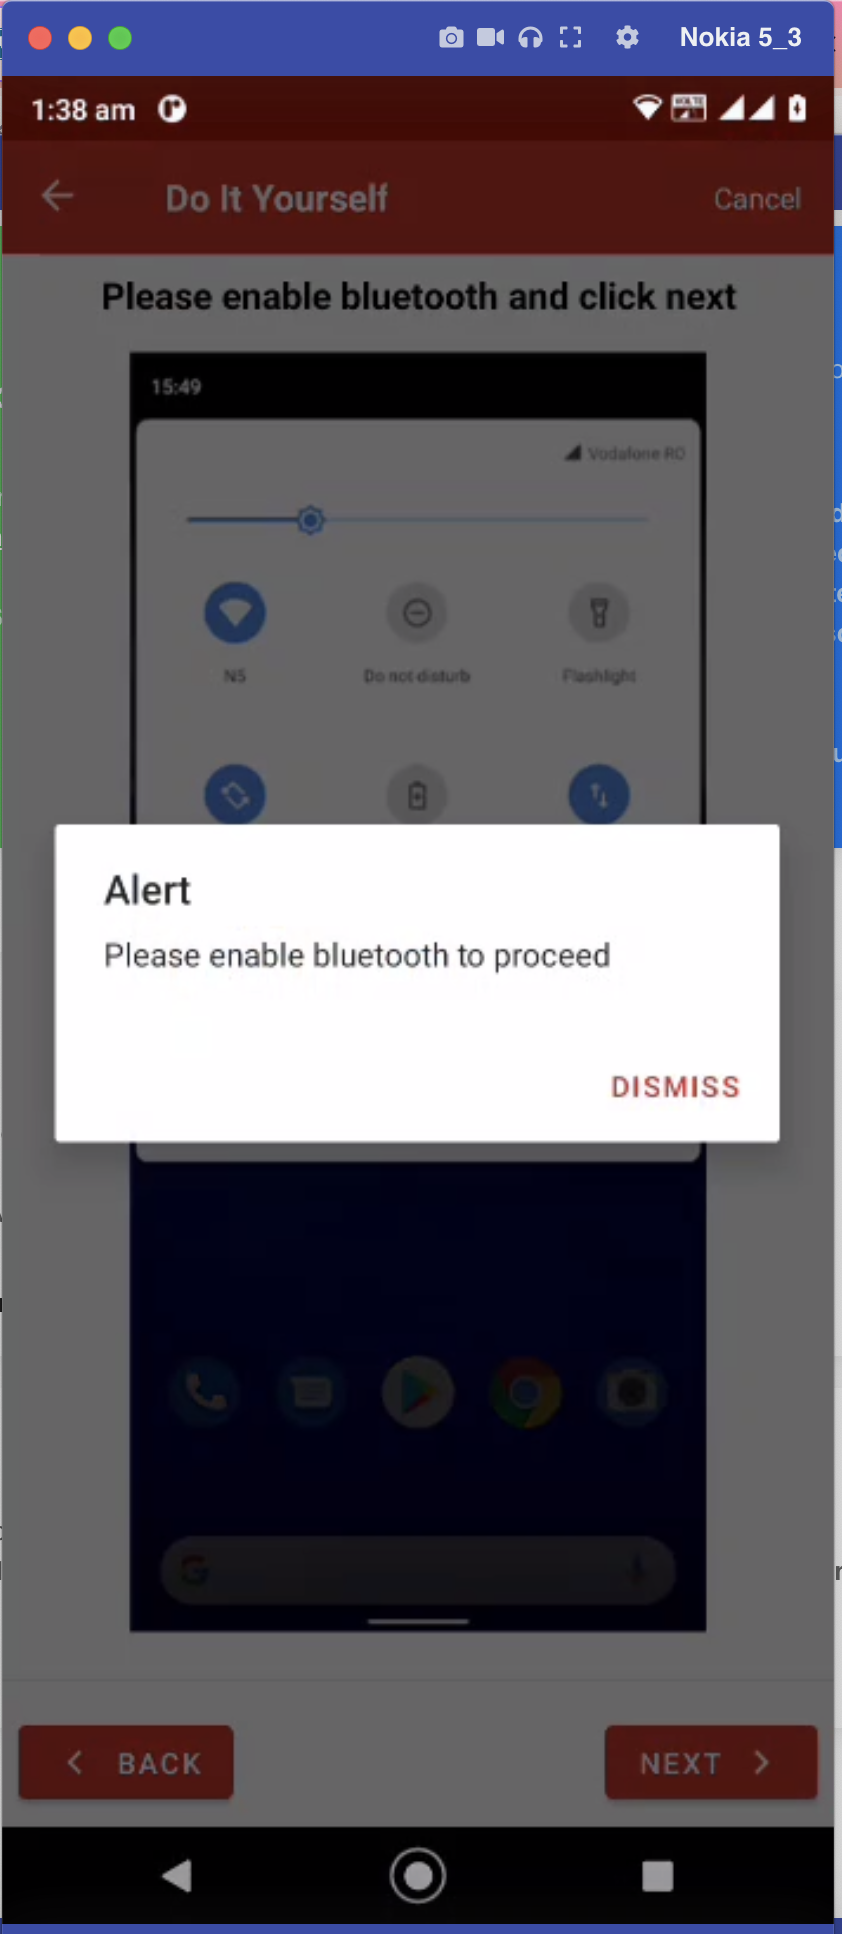 Nokia 5_3
1:38 am
Do It Yourself
Cancel
Please enable bluetooth and click next
15:49
Vodafone RO
N5
Do not disturb
Flashlight
Alert
Please enable bluetooth to proceed
DISMISS
BACK
NEXT